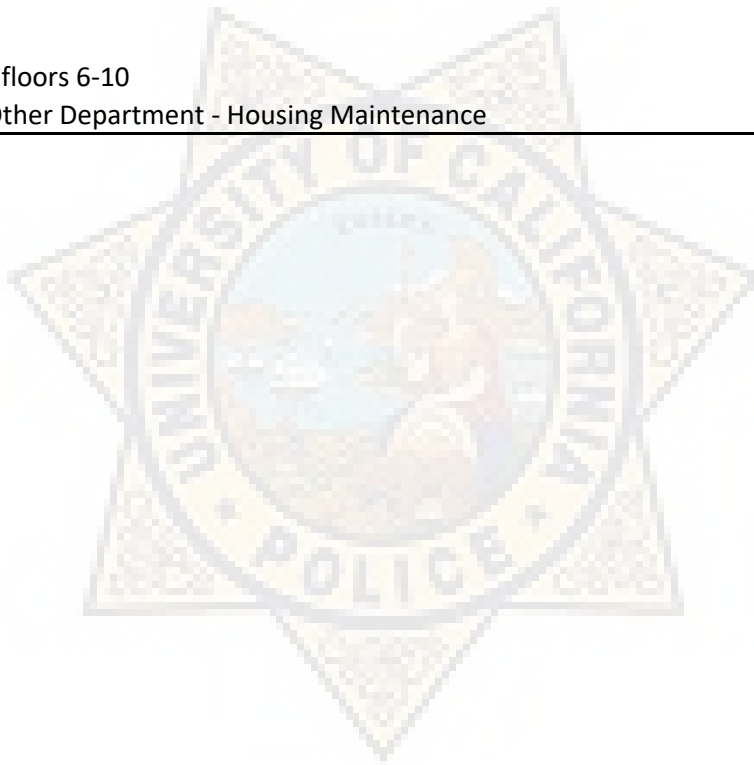 floors 6-10
Other Department - Housing Maintenance
UNIVERSITY OF CALIFORNIA
POLICE